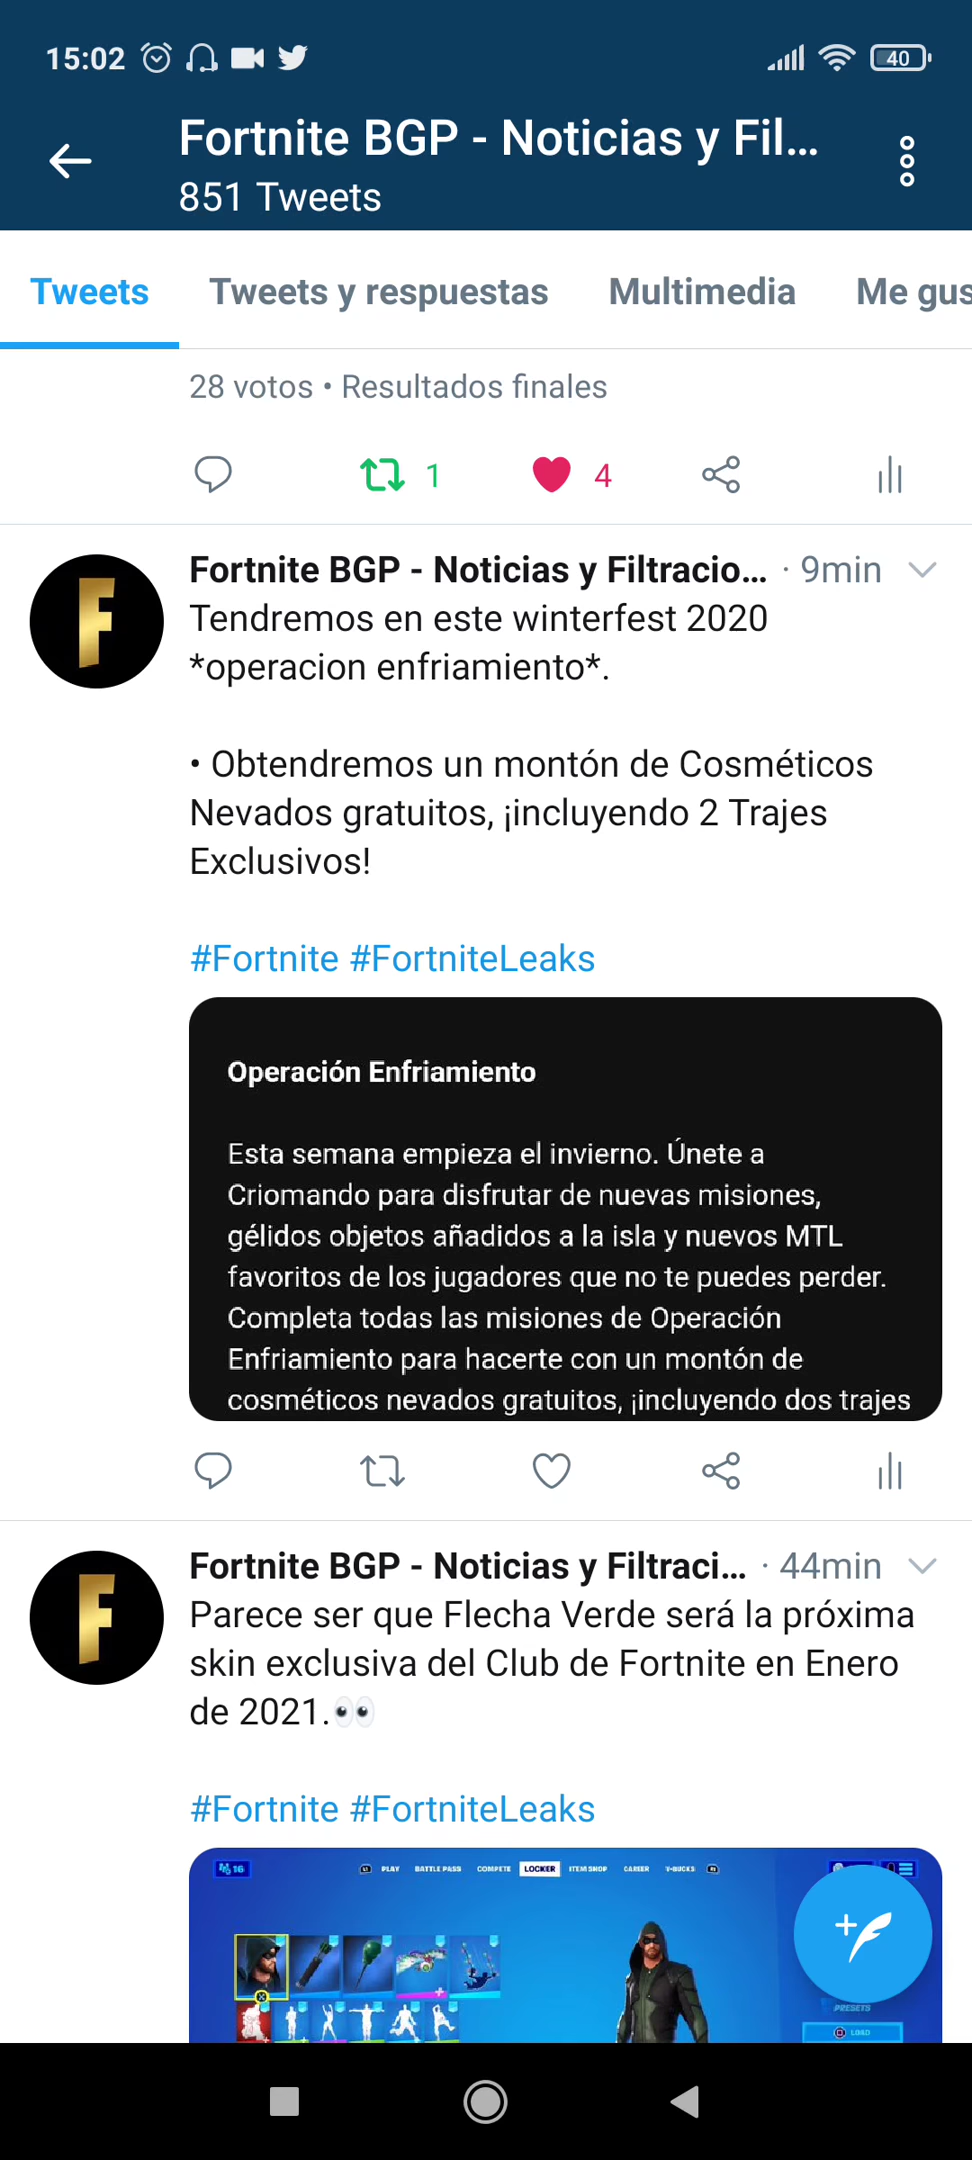 15:02
40
Fortnite BGP - Noticias y Fil...
851 Tweets
Tweets
Tweets y respuestas
Multimedia
Me gus
28 votos • Resultados finales
1
4
Fortnite BGP - Noticias y Filtracio... · 9min
Tendremos en este winterfest 2020
*operacion enfriamiento*.
• Obtendremos un montón de Cosméticos
Nevados gratuitos, ¡incluyendo 2 Trajes
Exclusivos!
#Fortnite #FortniteLeaks
Operación Enfriamiento
Esta semana empieza el invierno. Únete a
Criomando para disfrutar de nuevas misiones,
gélidos objetos añadidos a la isla y nuevos MTL
favoritos de los jugadores que no te puedes perder.
Completa todas las misiones de Operación
Enfriamiento para hacerte con un montón de
cosméticos nevados gratuitos, ¡incluyendo dos trajes
Fortnite BGP - Noticias y Filtraci... · 44min
Parece ser que Flecha Verde será la próxima
skin exclusiva del Club de Fortnite en Enero
de 2021.👀
#Fortnite #FortniteLeaks
16
PLAY BATTLE PASS COMPETE LOCKER ITEM SHOP CAREER V-BUCKS
PRESETS
LOAD